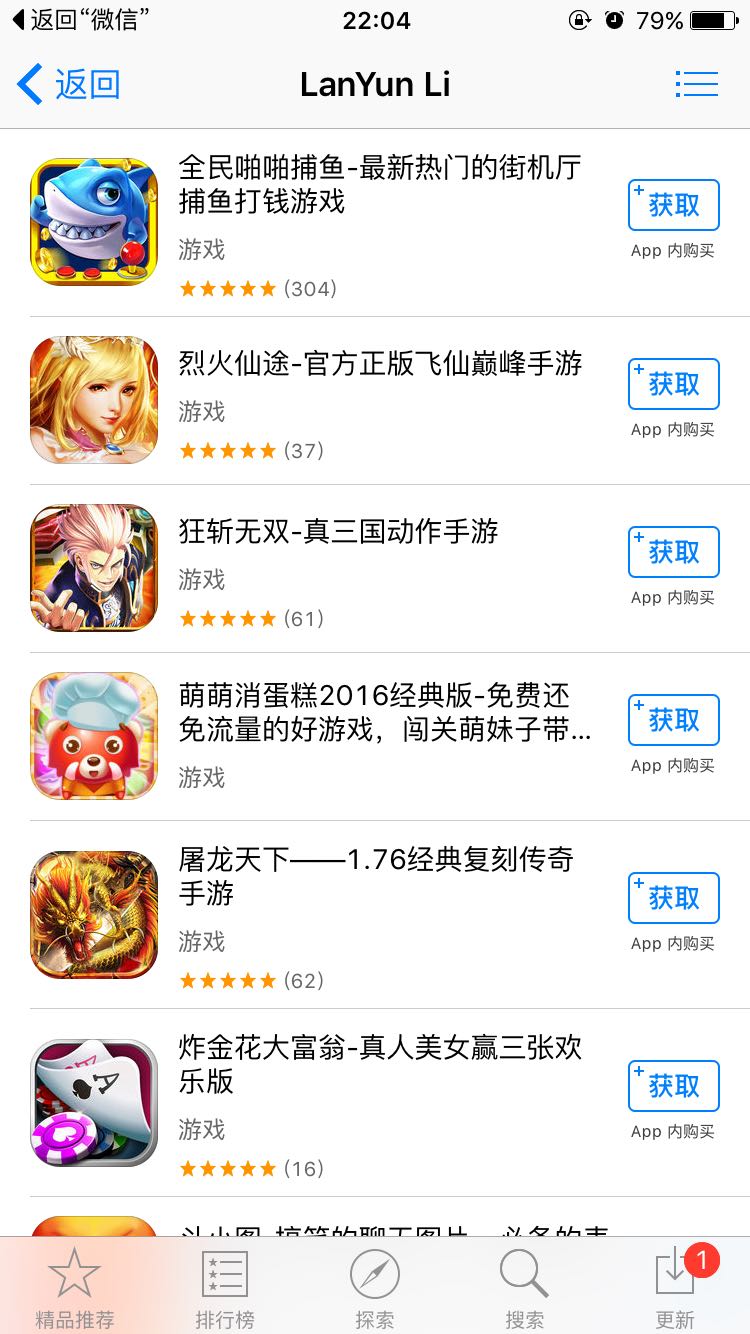 返回“微信”
22:04
79%
返回
LanYun Li
全民啪啪捕鱼-最新热门的街机厅
捕鱼打钱游戏
获取
游戏
App 内购买
(304)
烈火仙途-官方正版飞仙巅峰手游
获取
游戏
App 内购买
(37)
狂斩无双-真三国动作手游
获取
游戏
App 内购买
(61)
萌萌消蛋糕2016经典版-免费还
免流量的好游戏，闯关萌妹子带...
获取
App 内购买
游戏
屠龙天下——1.76经典复刻传奇
手游
获取
游戏
App 内购买
(62)
炸金花大富翁-真人美女赢三张欢
乐版
获取
游戏
App 内购买
(16)
精品推荐
排行榜
探索
搜索
更新
1